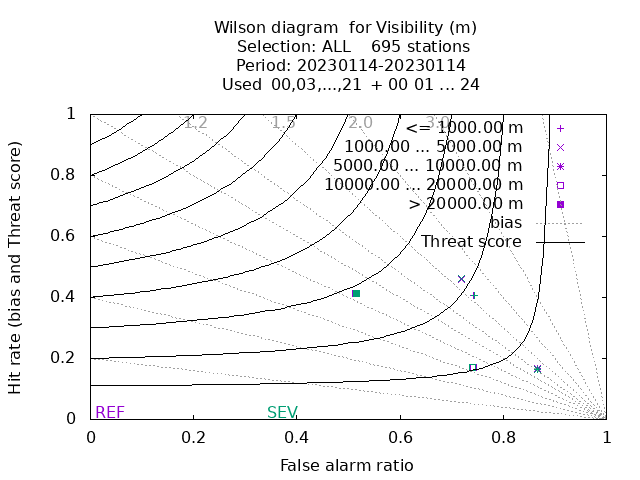 Wilson diagram  for Visibility (m)
Selection: ALL    695 stations
Period: 20230114-20230114
Used  00,03,...,21  + 00 01 ... 24
1.2 1.5 2.0 3.0
<= 1000.00 m
1000.00 ... 5000.00 m
5000.00 ... 10000.00 m
10000.00 ... 20000.00 m
> 20000.00 m
bias
Threat score
Hit rate (bias and Threat score)
1
0.8
0.6
0.4
0.2
0
REF SEV
0 0.2 0.4 0.6 0.8 1
False alarm ratio